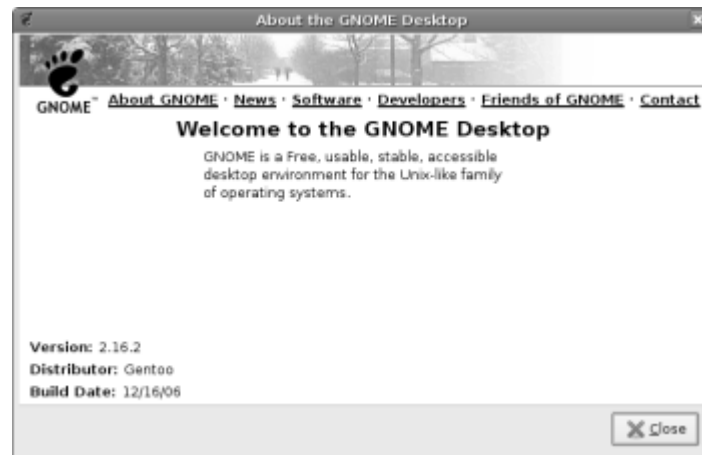 About the GNOME Desktop
GNOME™
About GNOME · News · Software · Developers · Friends of GNOME · Contact
Welcome to the GNOME Desktop
GNOME is a Free, usable, stable, accessible
desktop environment for the Unix-like family
of operating systems.
Version: 2.16.2
Distributor: Gentoo
Build Date: 12/16/06
Close